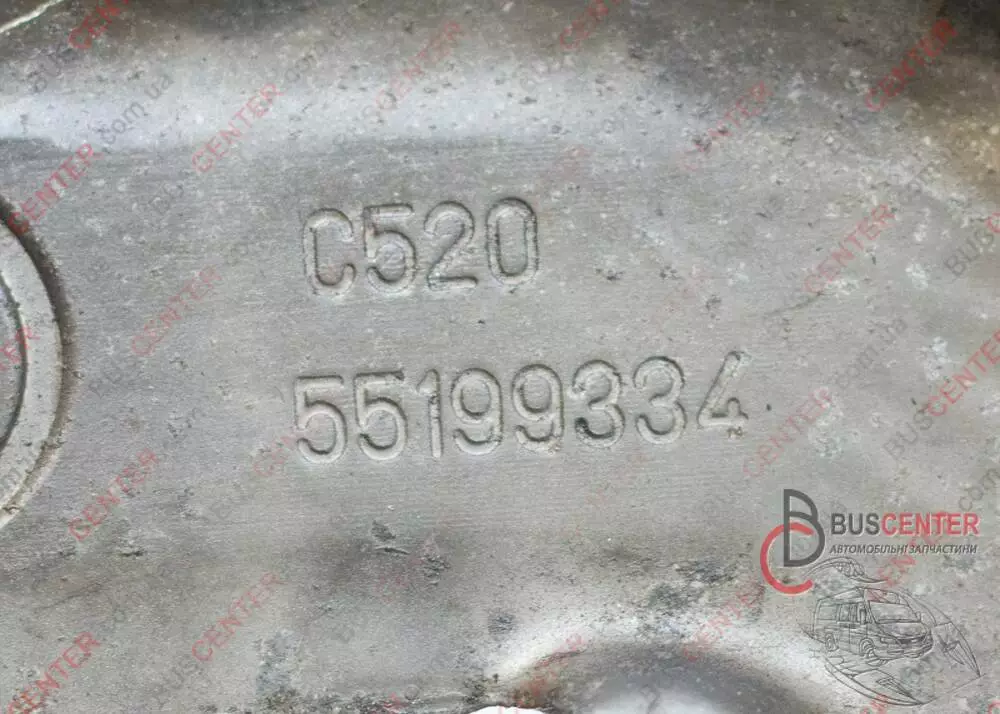 C520
55199334
BUSCENTER
АВТОМОБІЛЬНІ ЗАПЧАСТИНИ